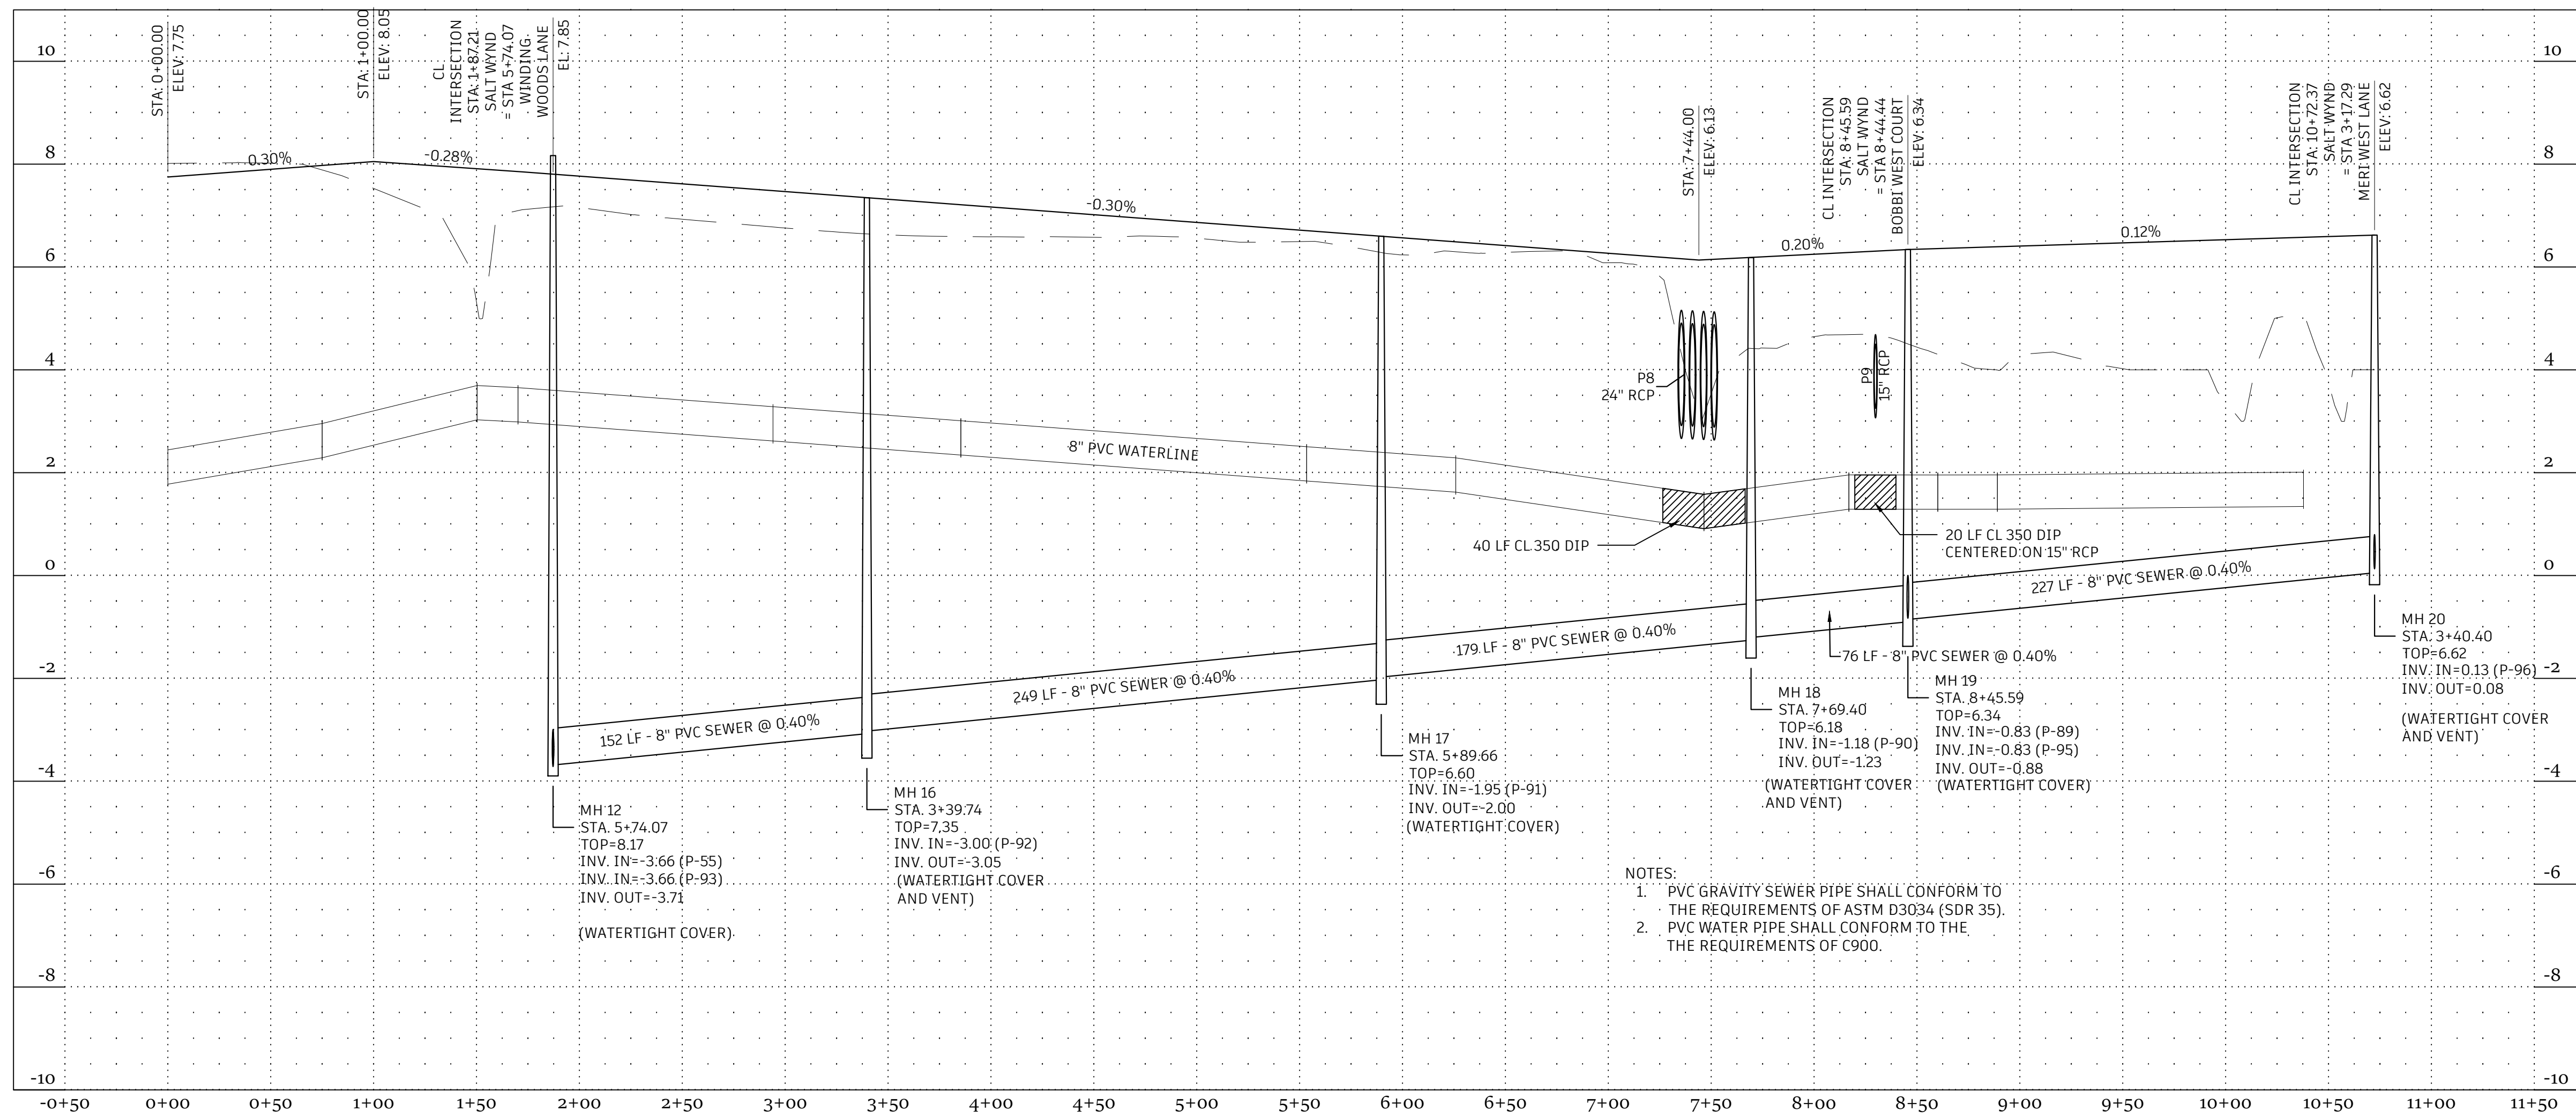 STA: 0+00.00
ELEV: 7.75
STA: 1+00.00
ELEV: 8.05
CL
INTERSECTION
STA: 1+87.21
SALT WYND
= STA 5+74.07
WINDING
WOODS LANE
EL: 7.85
STA: 7+44.00
ELEV: 6.13
CL INTERSECTION
STA: 8+45.59
SALT WYND
= STA 8+44.44
BOBBI WEST COURT
ELEV: 6.34
CL INTERSECTION
STA: 10+72.37
SALT WYND
= STA 3+17.29
MERI WEST LANE
ELEV: 6.62
10
8
6
4
2
0
-2
-4
-6
-8
-10
10
8
6
4
2
0
-2
-4
-6
-8
-10
0.30%
-0.28%
-0.30%
0.20%
0.12%
P8
24" RCP
P9
15" RCP
8" PVC WATERLINE
40 LF CL 350 DIP
20 LF CL 350 DIP
CENTERED ON 15" RCP
152 LF - 8" PVC SEWER @ 0.40%
249 LF - 8" PVC SEWER @ 0.40%
179 LF - 8" PVC SEWER @ 0.40%
76 LF - 8" PVC SEWER @ 0.40%
227 LF - 8" PVC SEWER @ 0.40%
MH 12
STA. 5+74.07
TOP=8.17
INV. IN=-3.66 (P-55)
INV. IN=-3.66 (P-93)
INV. OUT=-3.71
(WATERTIGHT COVER)
MH 16
STA. 3+39.74
TOP=7.35
INV. IN=-3.00 (P-92)
INV. OUT=-3.05
(WATERTIGHT COVER
AND VENT)
MH 17
STA. 5+89.66
TOP=6.60
INV. IN=-1.95 (P-91)
INV. OUT=-2.00
(WATERTIGHT COVER)
MH 18
STA. 7+69.40
TOP=6.18
INV. IN=-1.18 (P-90)
INV. OUT=-1.23
(WATERTIGHT COVER
AND VENT)
MH 19
STA. 8+45.59
TOP=6.34
INV. IN=-0.83 (P-89)
INV. IN=-0.83 (P-95)
INV. OUT=-0.88
(WATERTIGHT COVER)
MH 20
STA. 3+40.40
TOP=6.62
INV. IN=0.13 (P-96)
INV. OUT=0.08
(WATERTIGHT COVER
AND VENT)
NOTES:
1. PVC GRAVITY SEWER PIPE SHALL CONFORM TO
THE REQUIREMENTS OF ASTM D3034 (SDR 35).
2. PVC WATER PIPE SHALL CONFORM TO THE
THE REQUIREMENTS OF C900.
-0+50 0+00 0+50 1+00 1+50 2+00 2+50 3+00 3+50 4+00 4+50 5+00 5+50 6+00 6+50 7+00 7+50 8+00 8+50 9+00 9+50 10+00 10+50 11+00 11+50